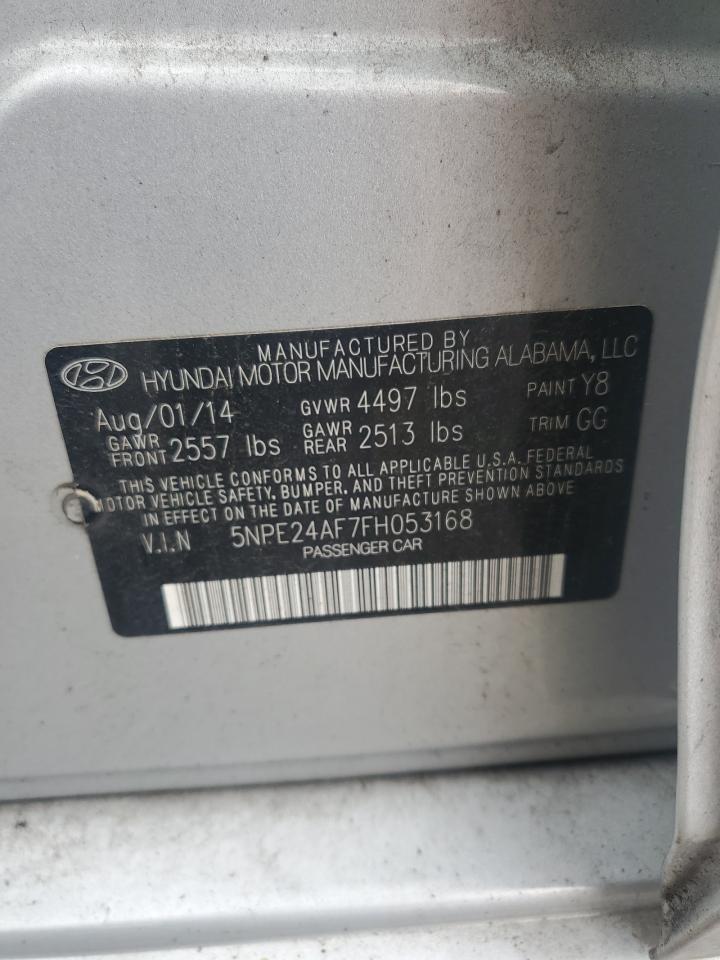 MANUFACTURED BY
HYUNDAI MOTOR MANUFACTURING ALABAMA, LLC
Aug/01/14 GVWR 4497 lbs PAINT Y8
GAWR FRONT 2557 lbs GAWR REAR 2513 lbs TRIM GG
THIS VEHICLE CONFORMS TO ALL APPLICABLE U.S.A. FEDERAL
MOTOR VEHICLE SAFETY, BUMPER, AND THEFT PREVENTION STANDARDS
IN EFFECT ON THE DATE OF MANUFACTURE SHOWN ABOVE.
V.I.N 5NPE24AF7FH053168
PASSENGER CAR